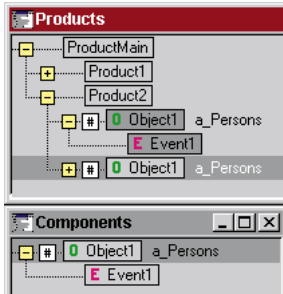 Products
ProductMain
Product1
Product2
# O Object1 a_Persons
E Event1
# O Object1 a_Persons
Components
# O Object1 a_Persons
E Event1